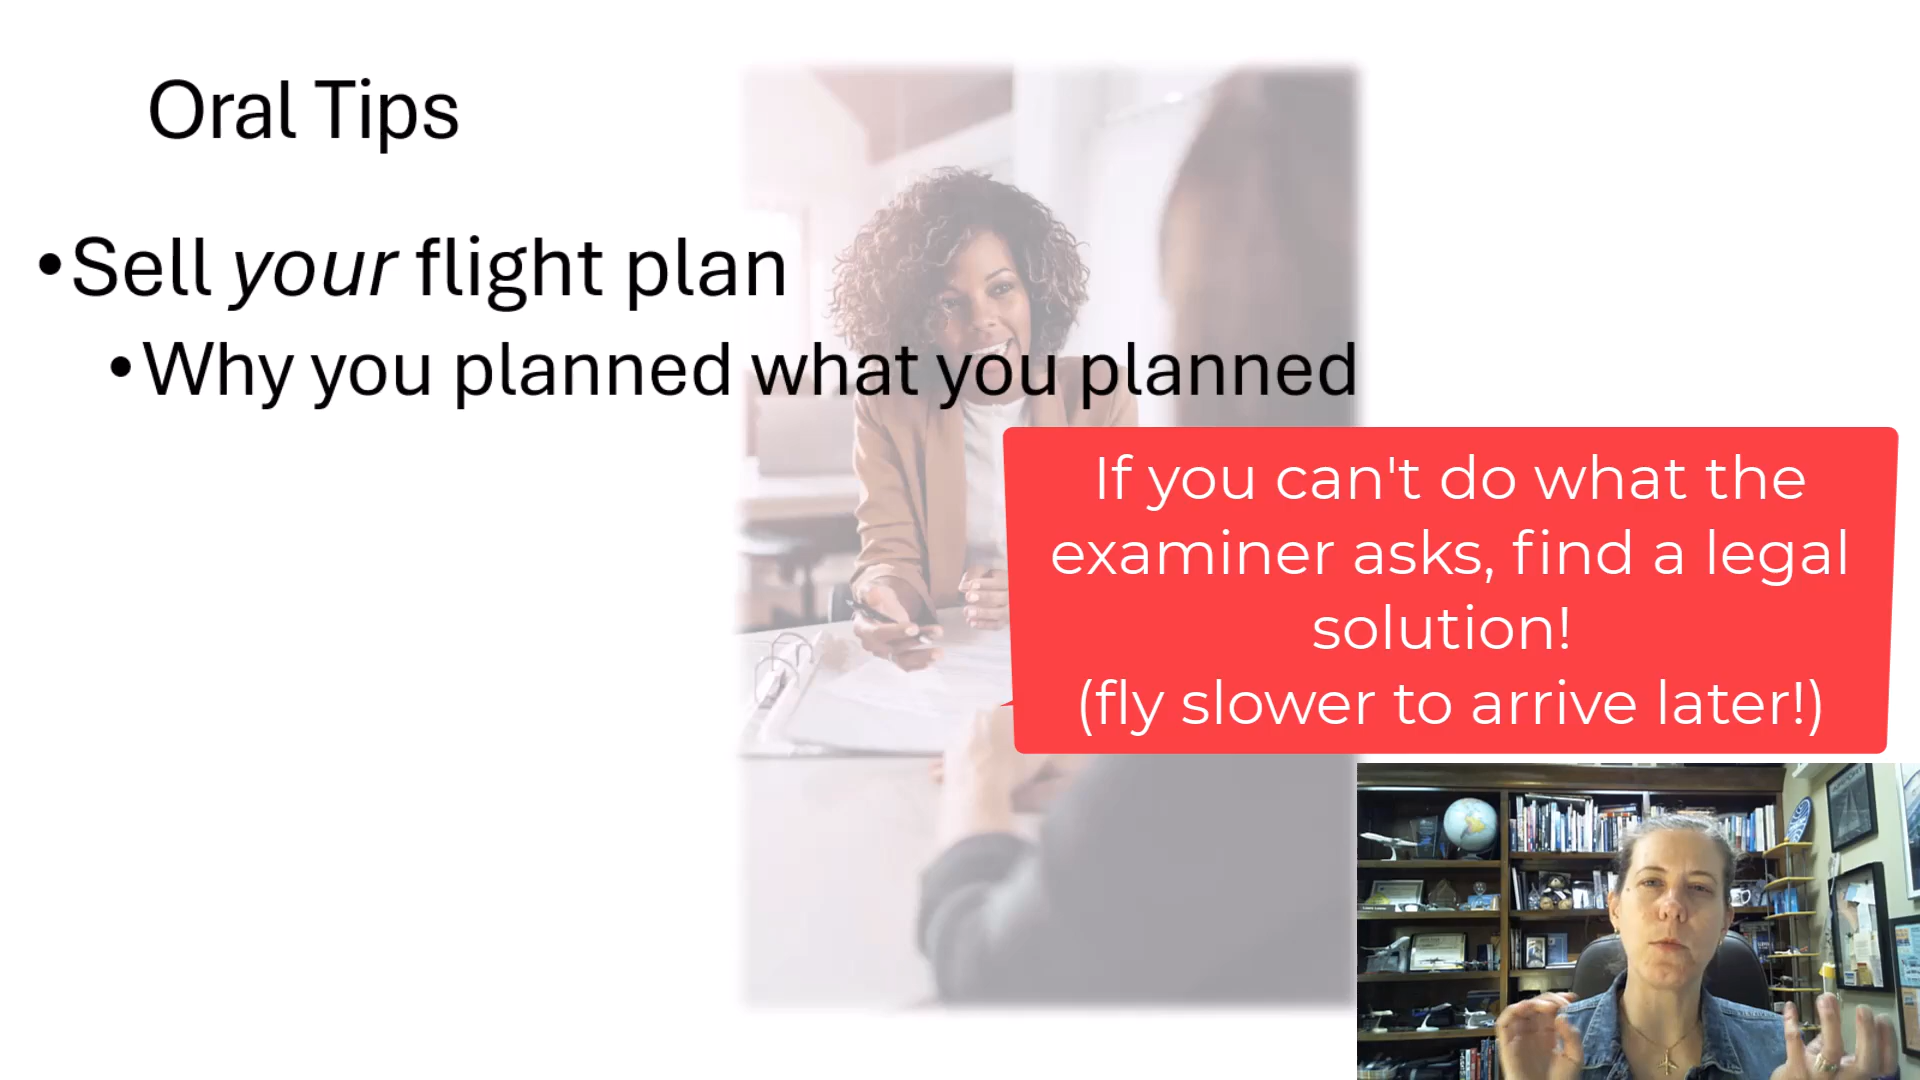 Oral Tips
•Sell your flight plan
•Why you planned what you planned
If you can't do what the
examiner asks, find a legal
solution!
(fly slower to arrive later!)